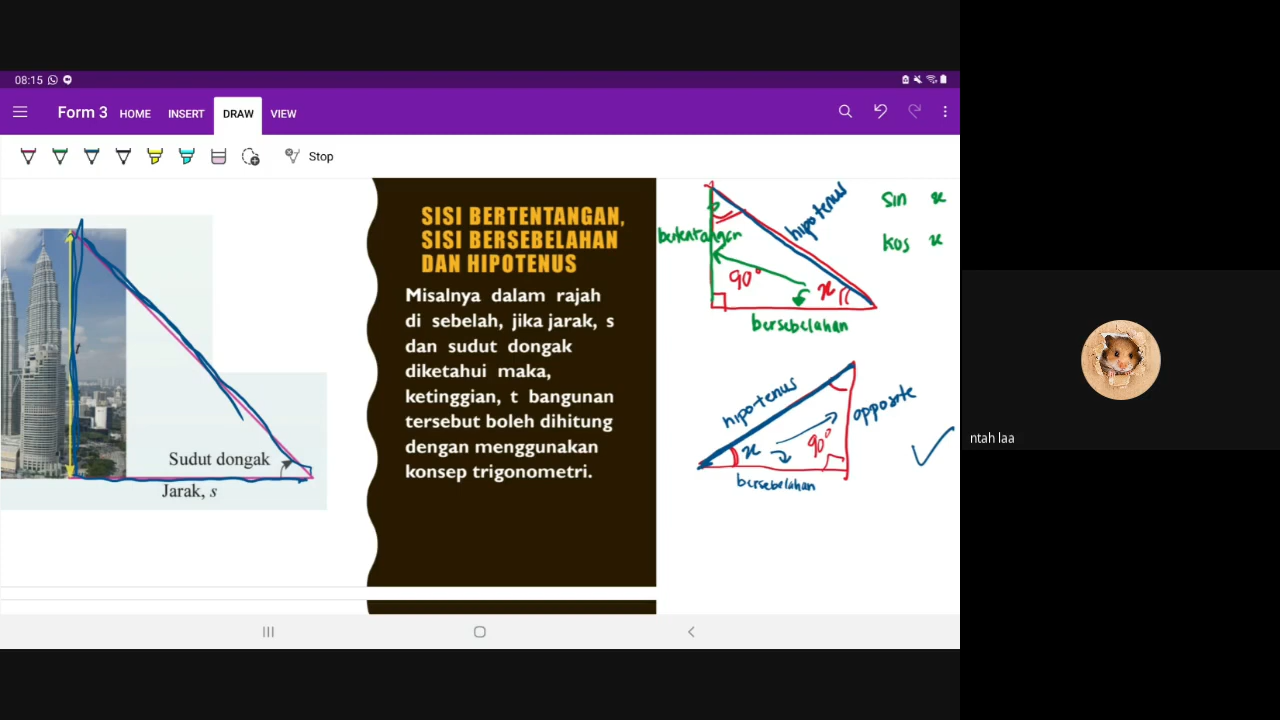 08:15
Form 3 HOME INSERT DRAW VIEW
Stop
t
Sudut dongak
Jarak, s
SISI BERTENTANGAN,
SISI BERSEBELAHAN
DAN HIPOTENUS
Misalnya dalam rajah
di sebelah, jika jarak, s
dan sudut dongak
diketahui maka,
ketinggian, t bangunan
tersebut boleh dihitung
dengan menggunakan
konsep trigonometri.
hipotenus
bertentangan
90°
x
bersebelahan
Sin x
kos x
hipotenus
opposite
x
90°
bersebelahan
ntah laa